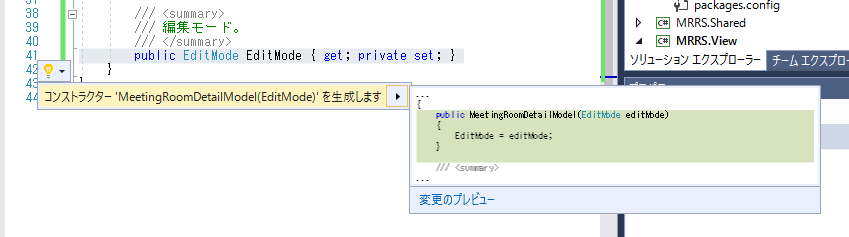 38
/// <summary>
39
/// 編集モード。
40
/// </summary>
41
public EditMode EditMode { get; private set; }
42
}
43
}
44
コンストラクター 'MeetingRoomDetailModel(EditMode)' を生成します
...
{
public MeetingRoomDetailModel(EditMode editMode)
{
EditMode = editMode;
}
/// <summary>
...
変更のプレビュー
packages.config
C# MRRS.Shared
C# MRRS.View
ソリューション エクスプローラー
チーム エクスプロー